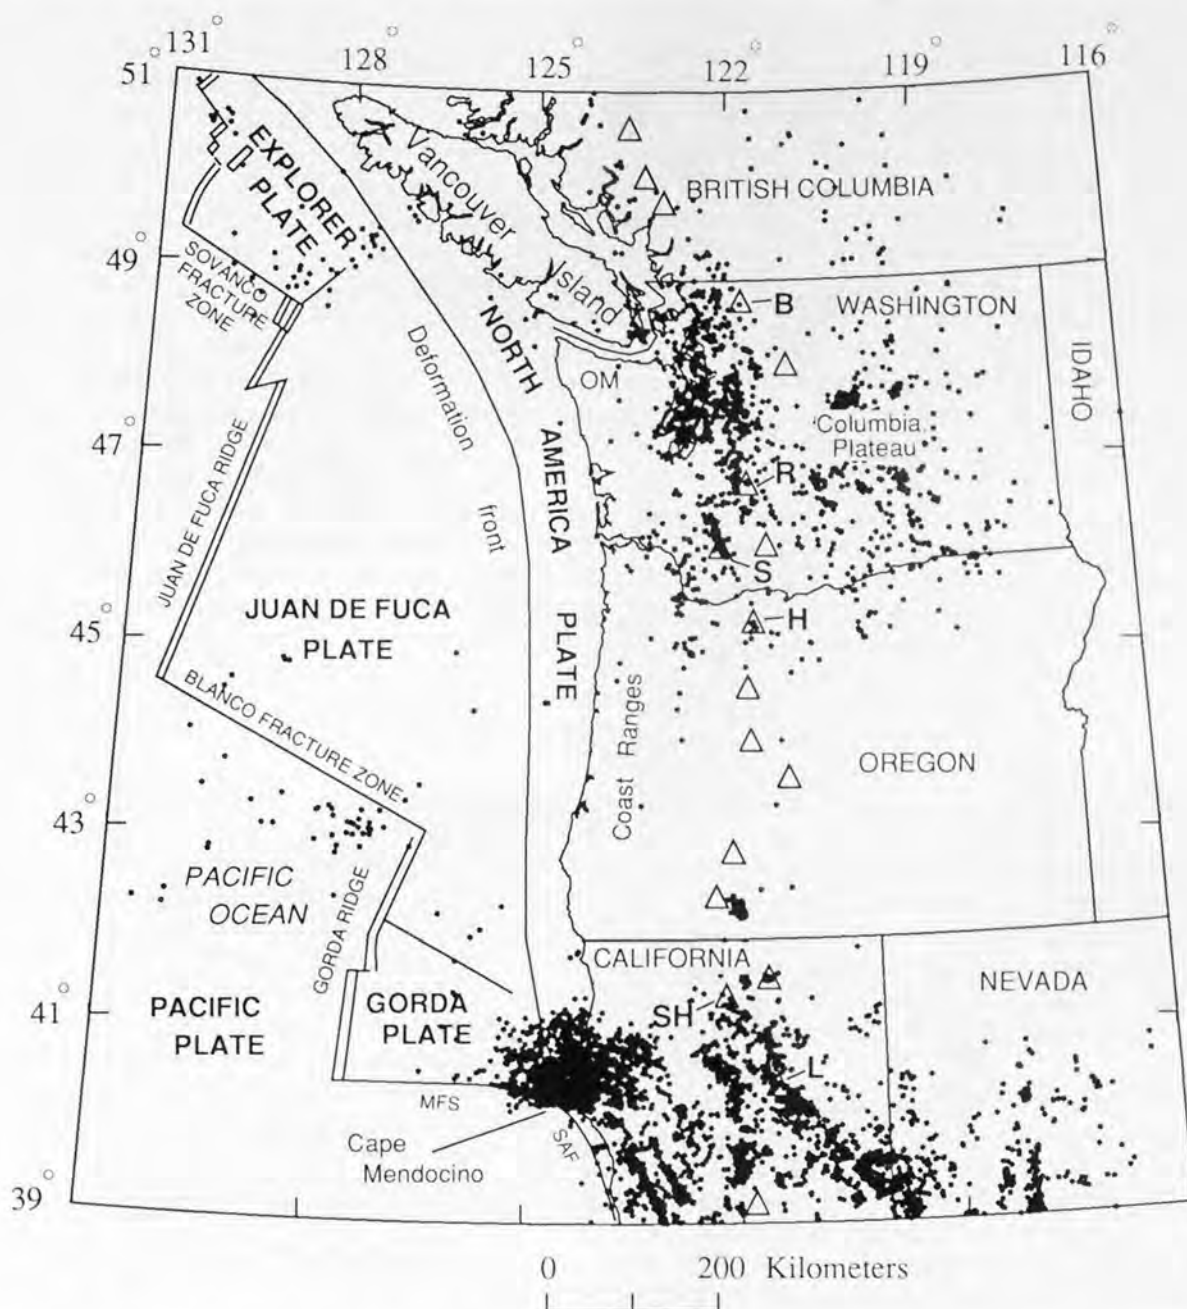 131°
128°
125°
122°
119°
116°
51°
49°
47°
45°
43°
41°
39°
EXPLORER
PLATE
Vancouver
Island
BRITISH COLUMBIA
SOVANCO
FRACTURE
ZONE
B
WASHINGTON
IDAHO
Deformation
front
NORTH
AMERICA
PLATE
OM
Columbia
Plateau
JUAN DE FUCA RIDGE
R
S
H
JUAN DE FUCA
PLATE
BLANCO FRACTURE ZONE
Coast Ranges
OREGON
PACIFIC
OCEAN
GORDA RIDGE
CALIFORNIA
NEVADA
PACIFIC
PLATE
GORDA
PLATE
SH
L
MFS
SAF
Cape
Mendocino
0 200 Kilometers